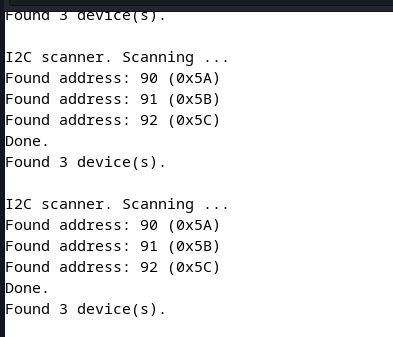 Found 3 device(s).
I2C scanner. Scanning ...
Found address: 90 (0x5A)
Found address: 91 (0x5B)
Found address: 92 (0x5C)
Done.
Found 3 device(s).
I2C scanner. Scanning ...
Found address: 90 (0x5A)
Found address: 91 (0x5B)
Found address: 92 (0x5C)
Done.
Found 3 device(s).